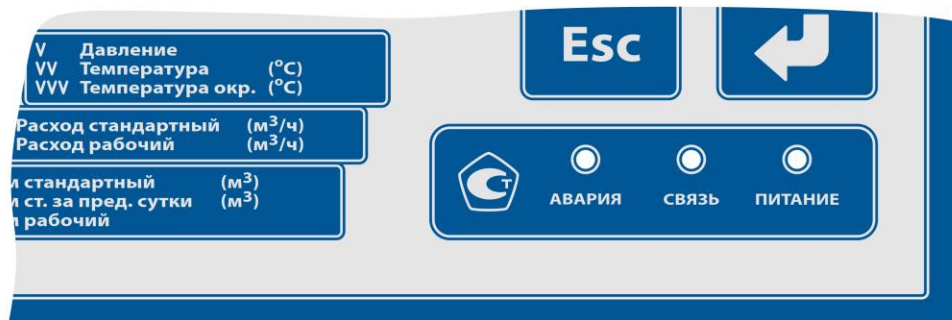 V Давление
VV Температура (°C)
VVV Температура окр. (°C)
Расход стандартный (м³/ч)
Расход рабочий (м³/ч)
стандартный (м³)
ст. за пред. сутки (м³)
рабочий
Esc
АВАРИЯ СВЯЗЬ ПИТАНИЕ